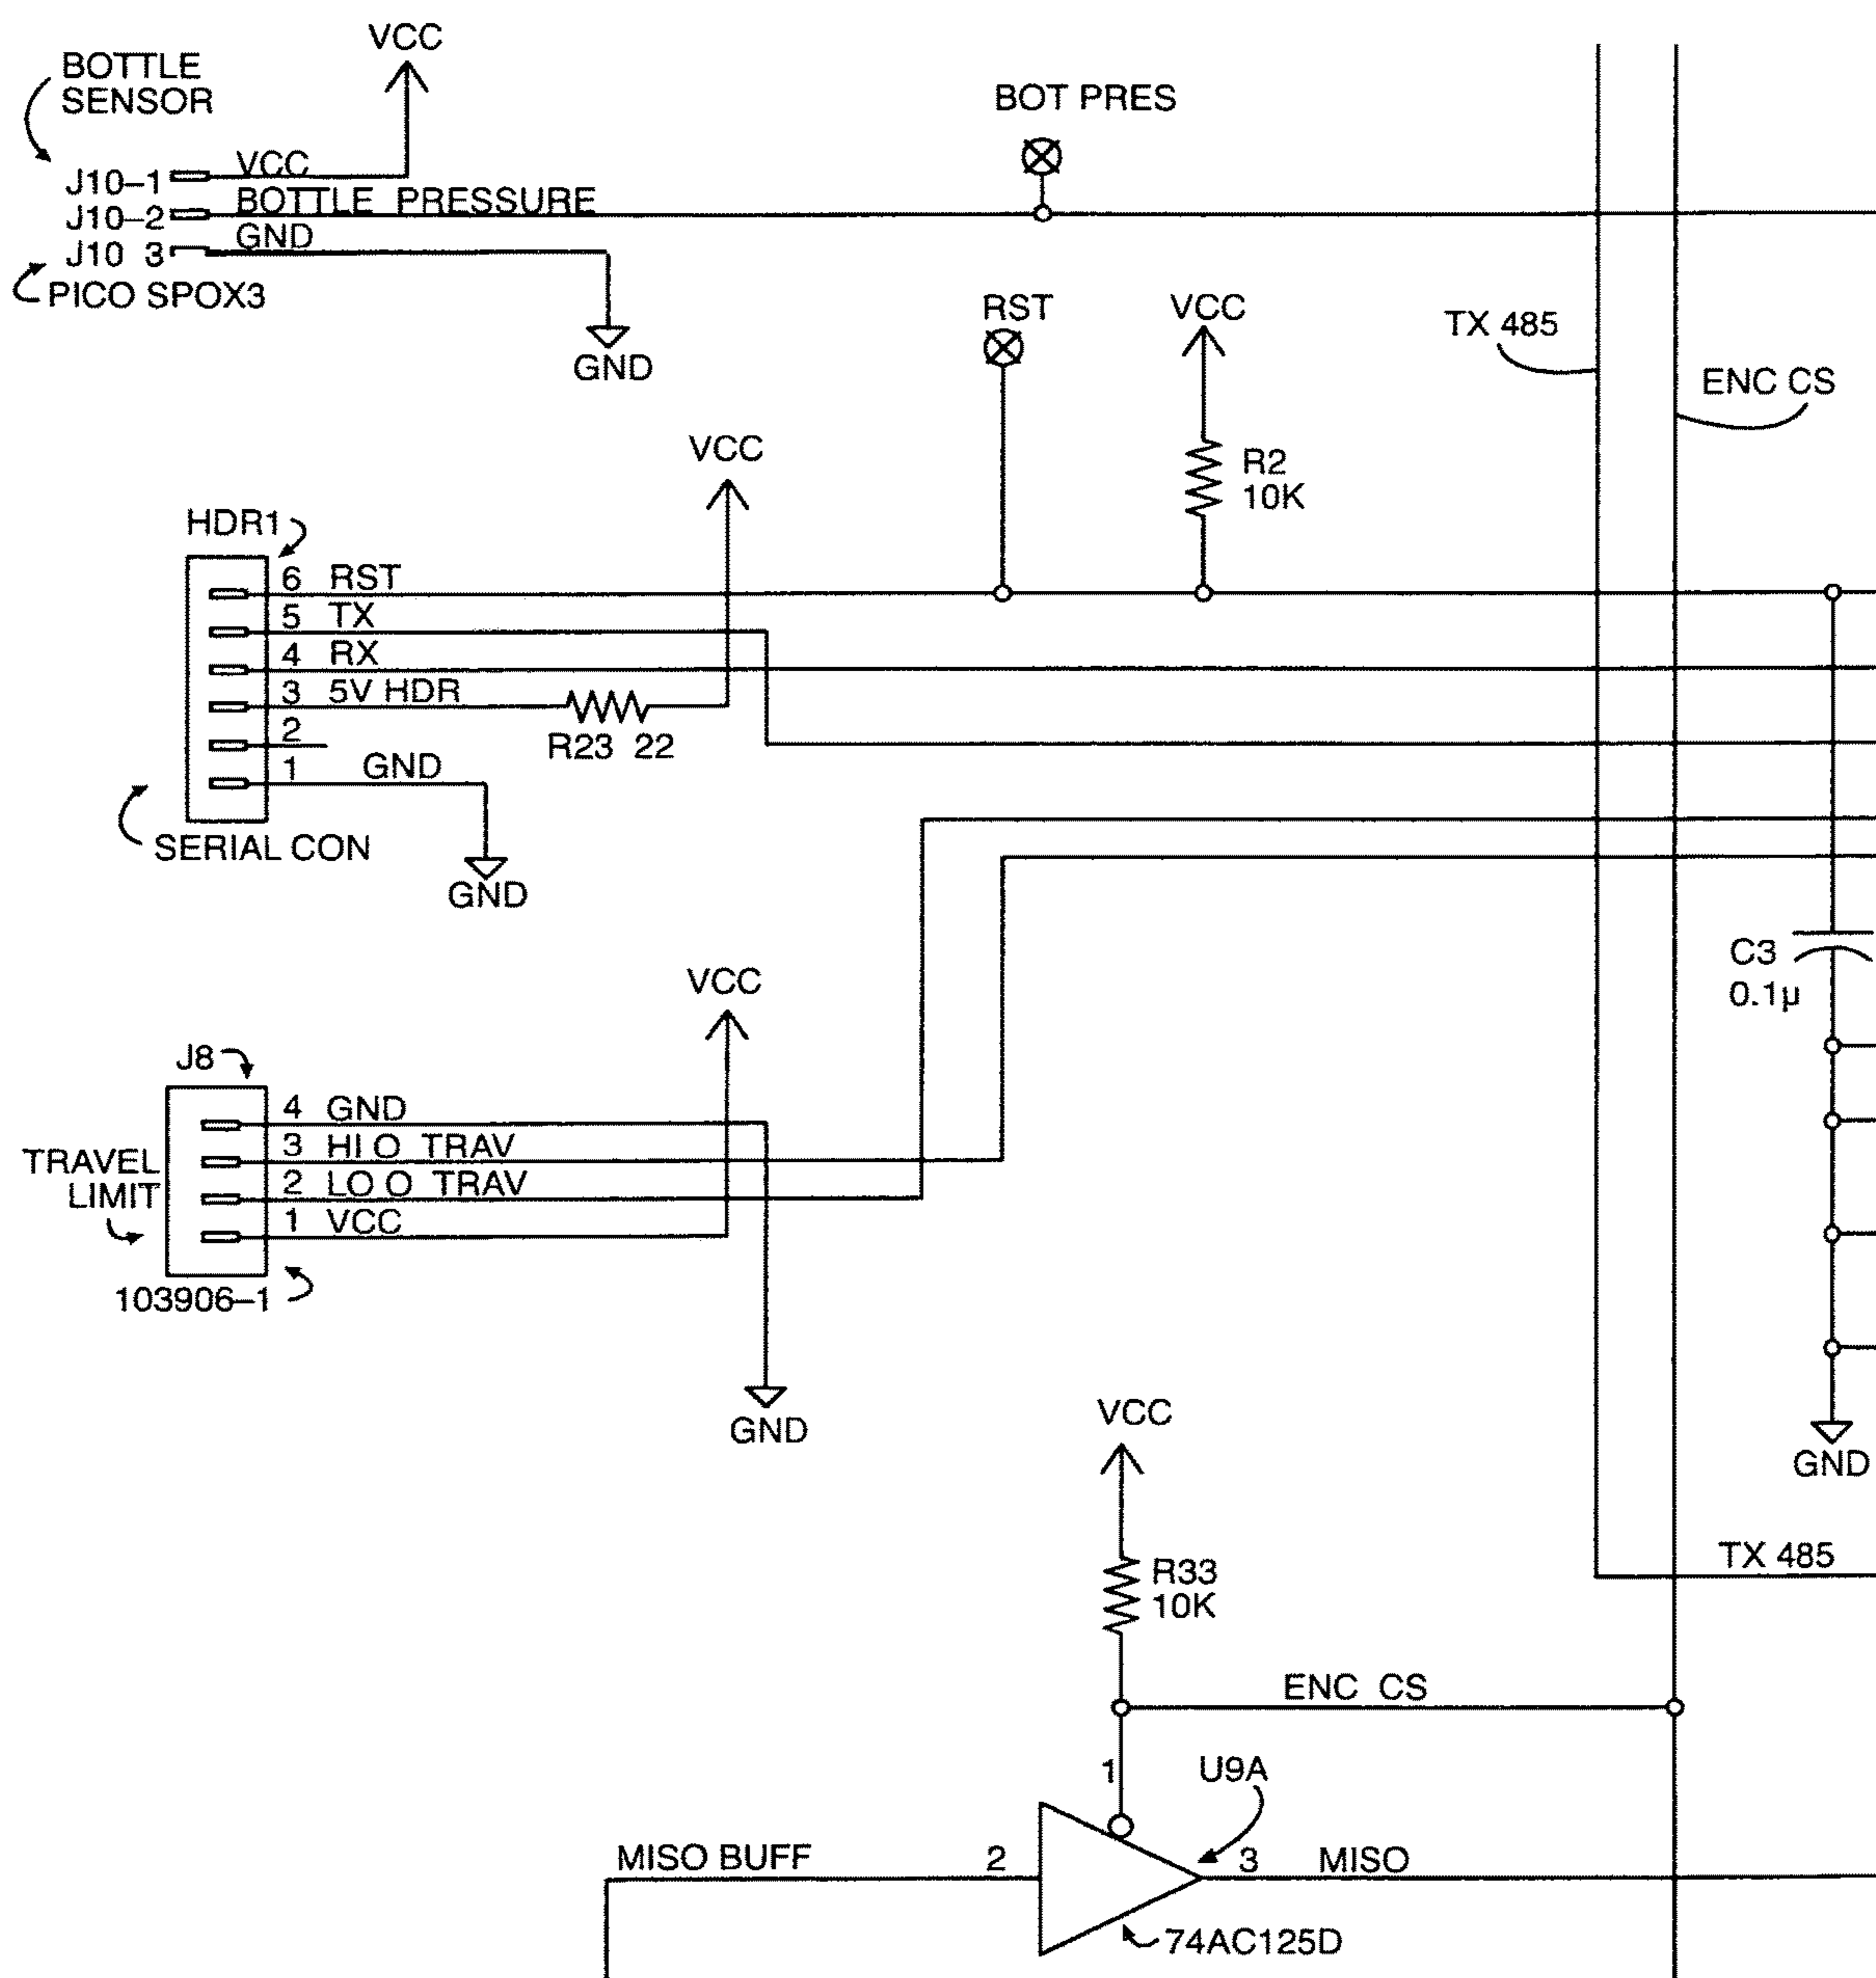 BOTTLE
SENSOR
VCC
J10–1
VCC
J10–2
BOTTLE PRESSURE
J10 3
GND
PICO SPOX3
GND
BOT PRES
RST
VCC
R2
10K
TX 485
ENC CS
VCC
HDR1
6 RST
5 TX
4 RX
3 5V HDR
2
1 GND
R23 22
SERIAL CON
GND
C3
0.1µ
VCC
J8
4 GND
3 HI O TRAV
2 LO O TRAV
1 VCC
TRAVEL
LIMIT
103906–1
GND
GND
VCC
R33
10K
TX 485
ENC CS
1
U9A
MISO BUFF
2
3
MISO
74AC125D